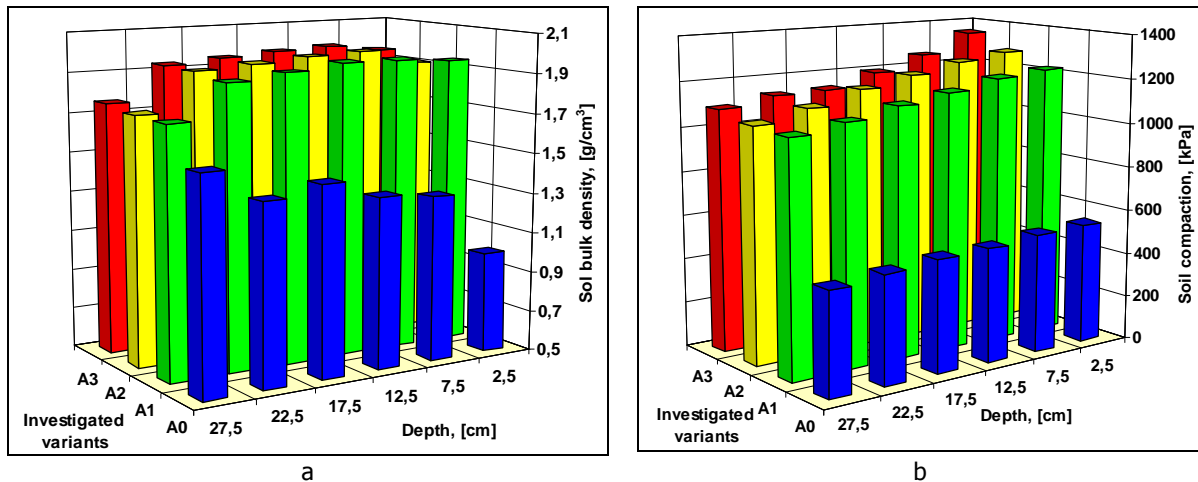 2,1
1,9
1,7
1,5
1,3
1,1
0,9
0,7
0,5
Sol bulk density, [g/cm³]
A3
A2
A1
A0
Investigated
variants
27,5
22,5
17,5
12,5
7,5
2,5
Depth, [cm]
a
1400
1200
1000
800
600
400
200
0
Soil compaction, [kPa]
A3
A2
A1
A0
Investigated
variants
27,5
22,5
17,5
12,5
7,5
2,5
Depth, [cm]
b